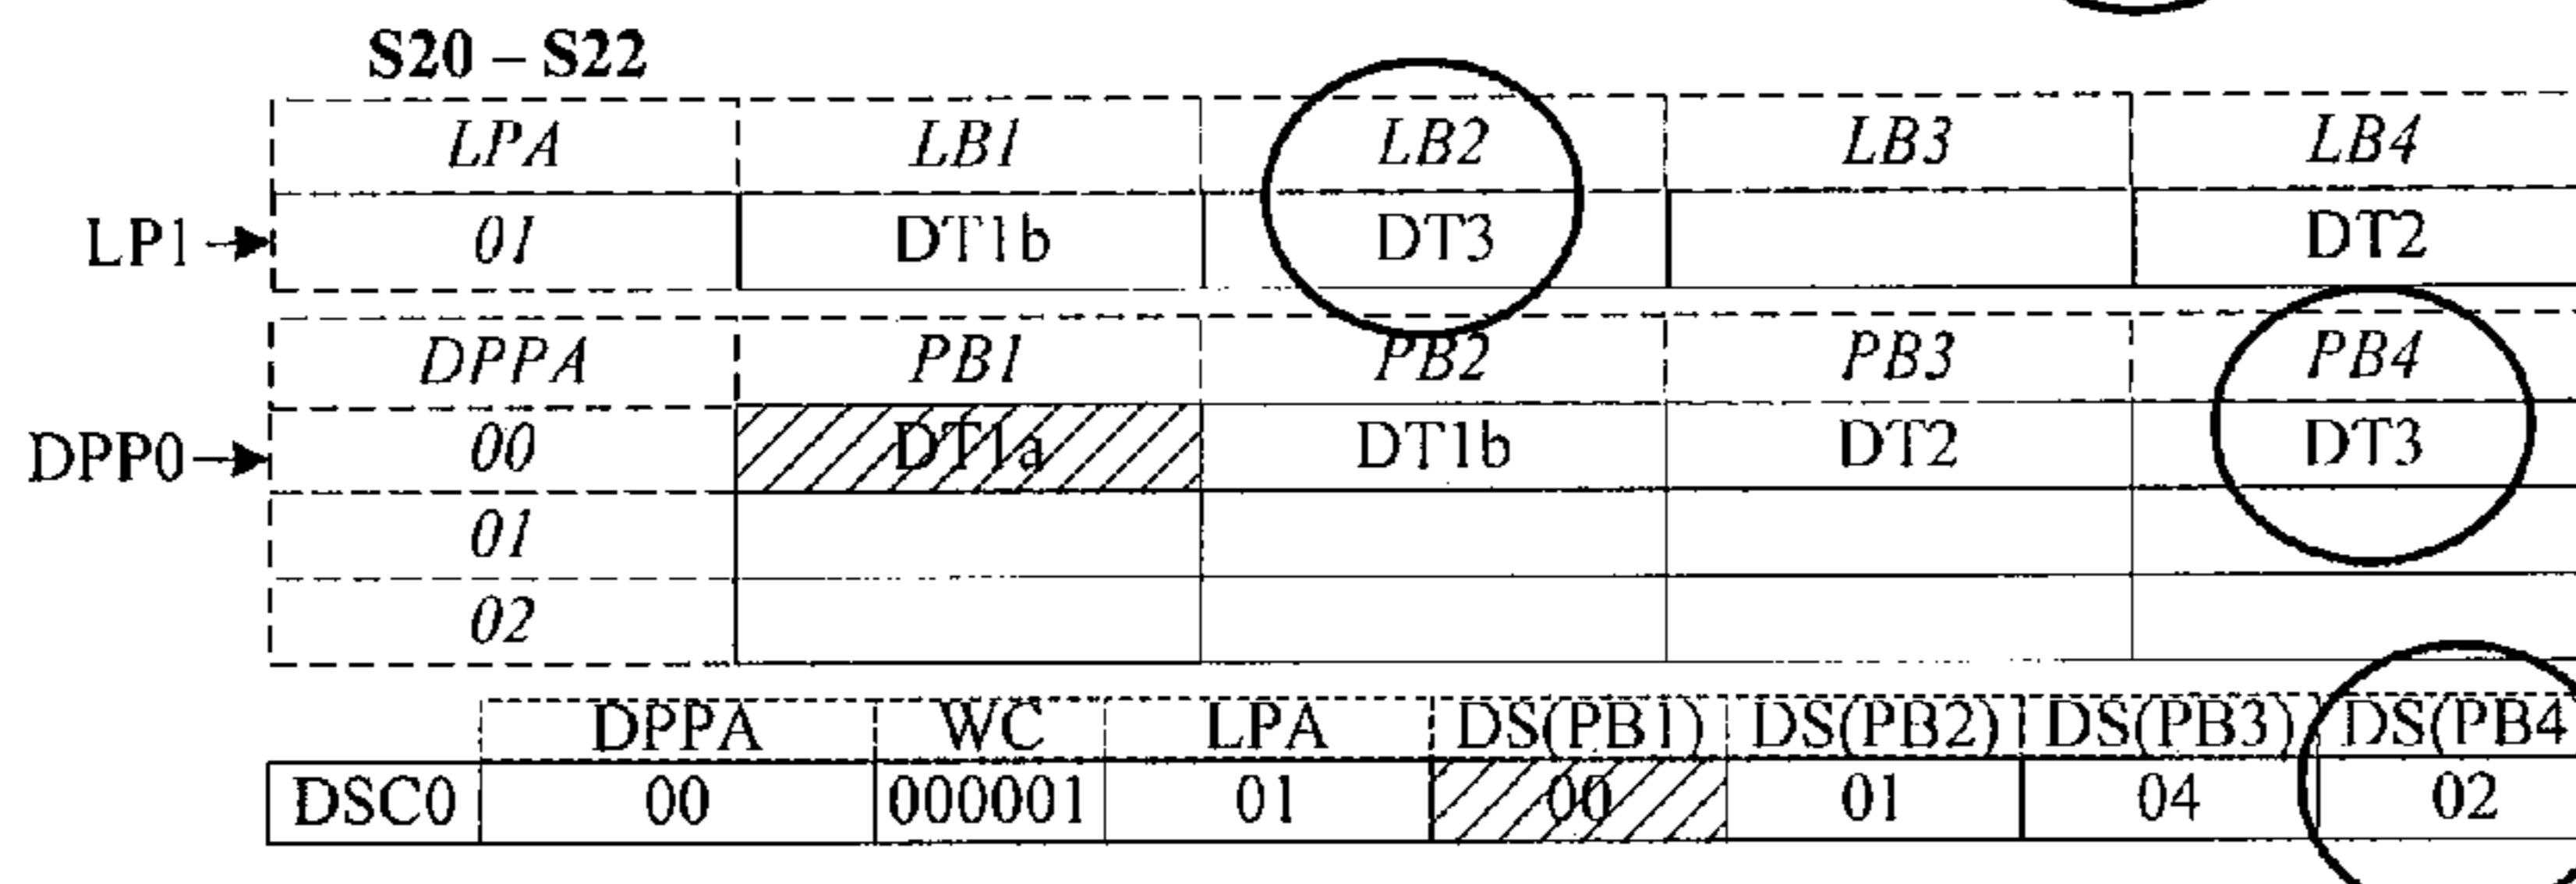 S20 – S22
LPA LB1 LB2 LB3 LB4
LP1 01 DT1b DT3 DT2
DPPA PB1 PB2 PB3 PB4
DPP0 00 DT1a DT1b DT2 DT3
01
02
DPPA WC LPA DS(PB1) DS(PB2) DS(PB3) DS(PB4
DSC0 00 000001 01 00 01 04 02